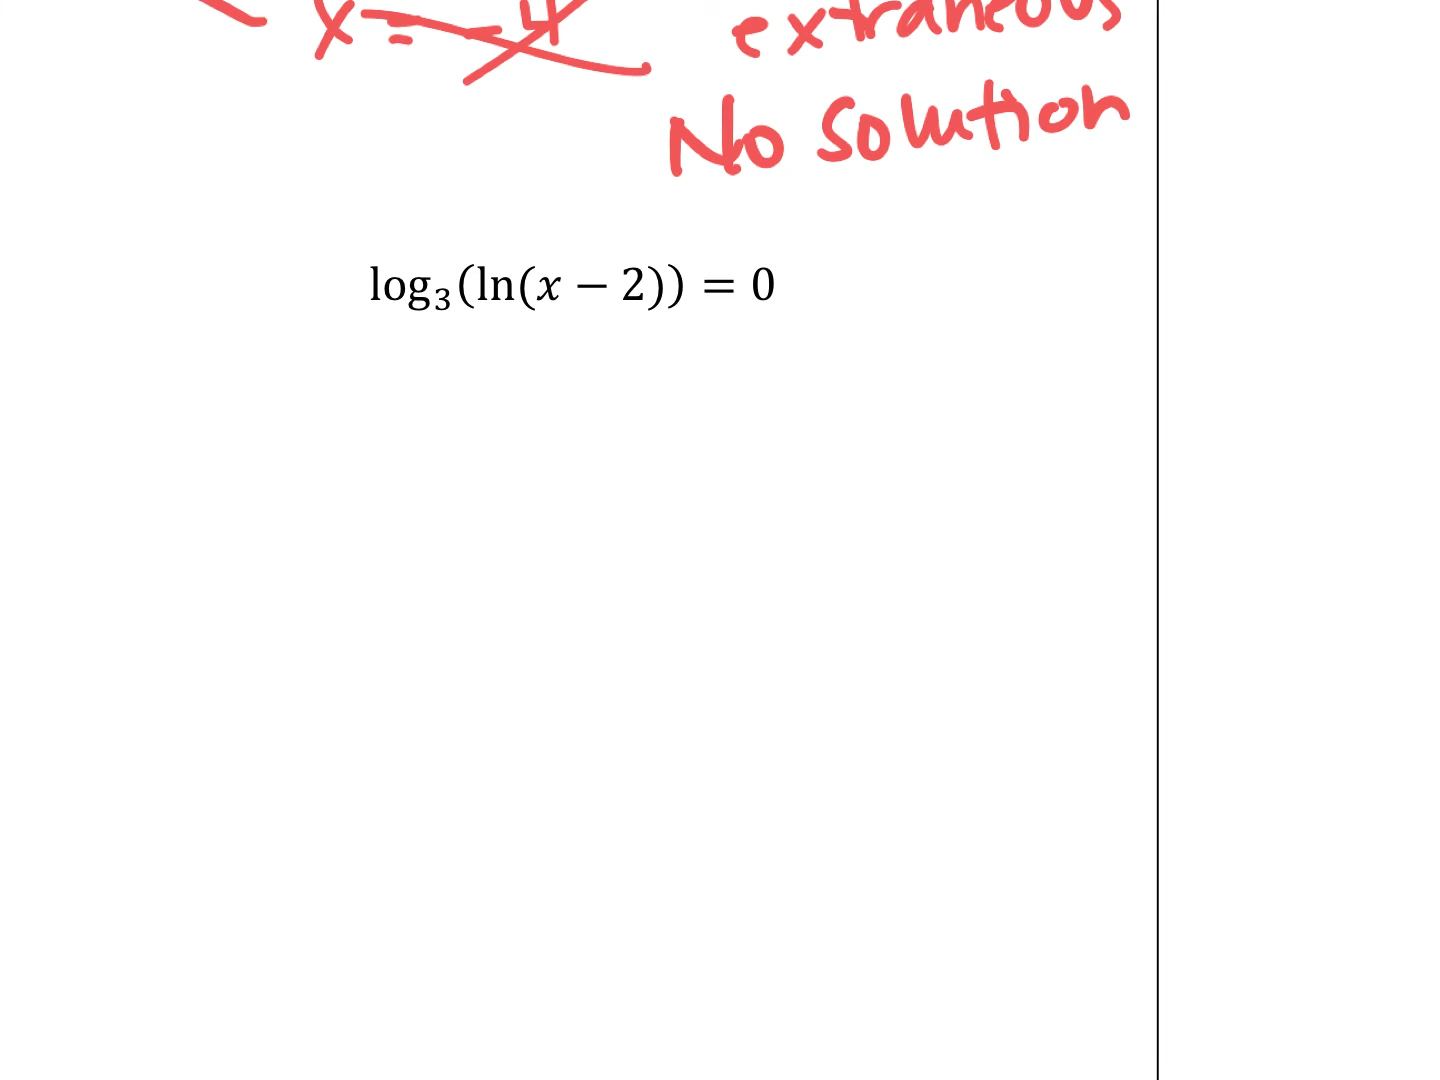 x = -4 extraneous
No solution
log₃(ln(x − 2)) = 0